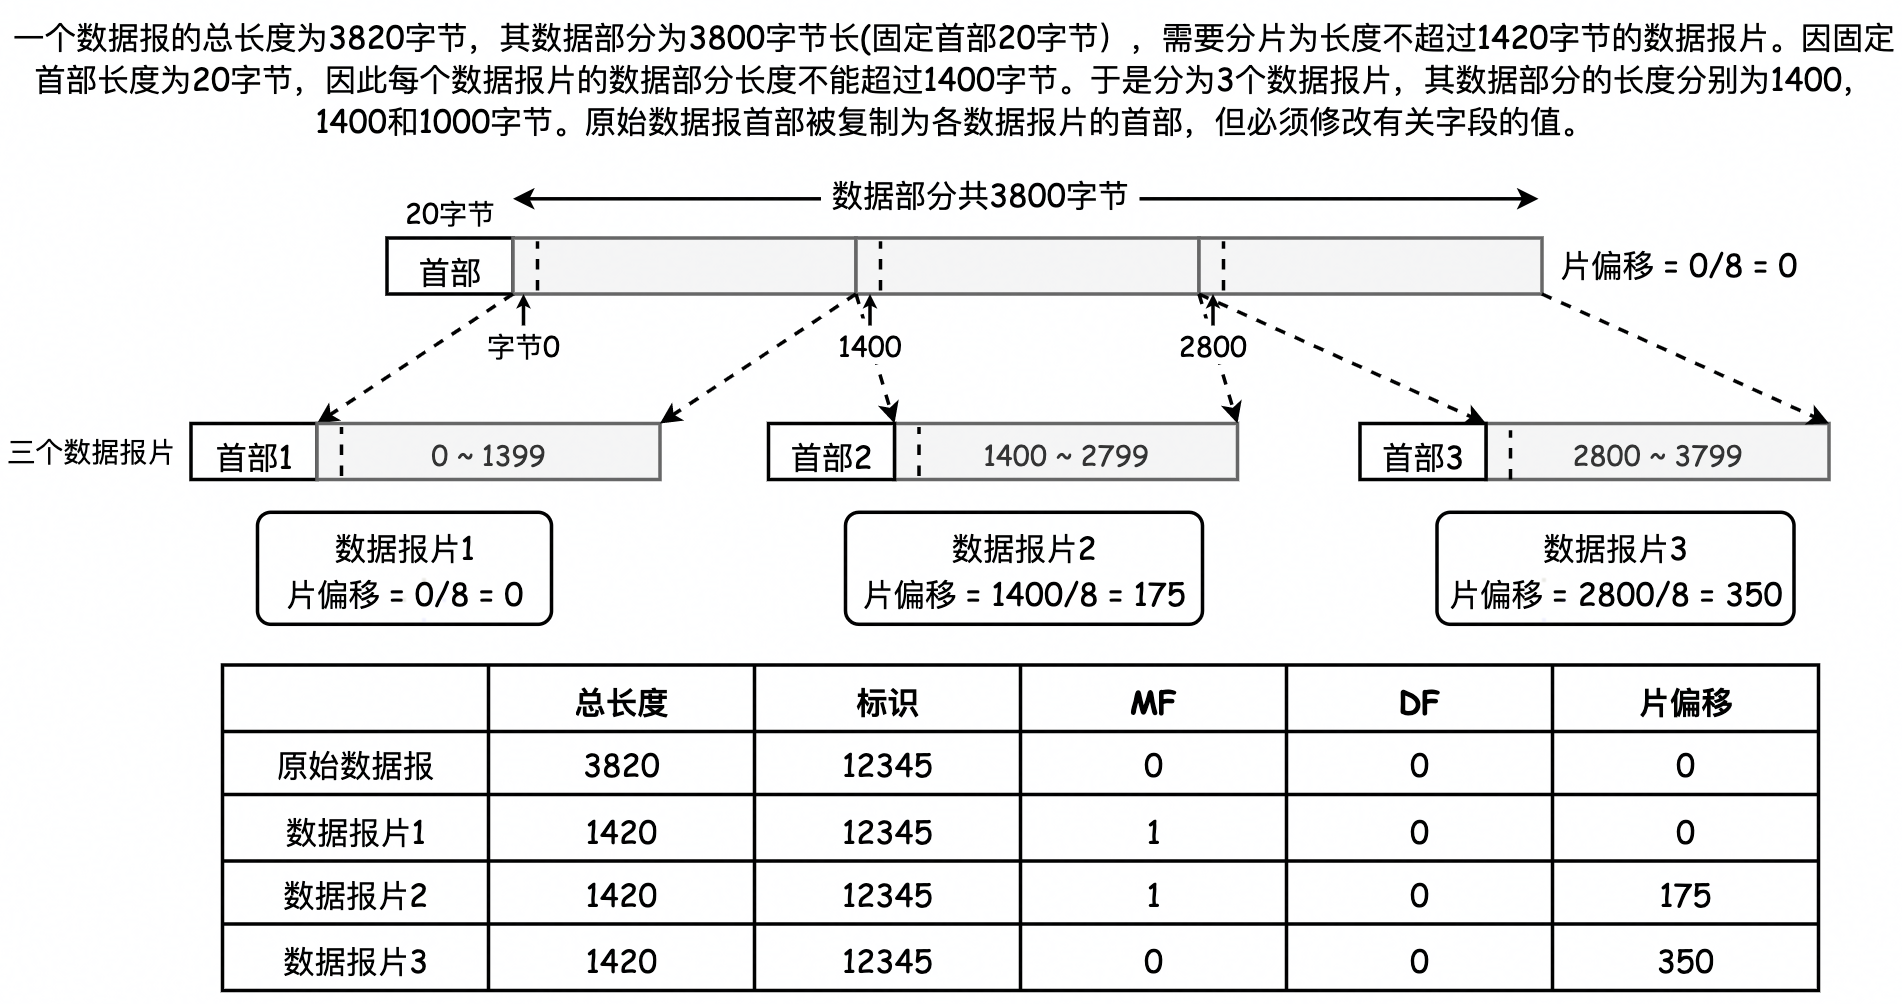 一个数据报的总长度为3820字节，其数据部分为3800字节长(固定首部20字节），需要分片为长度不超过1420字节的数据报片。因固定
首部长度为20字节，因此每个数据报片的数据部分长度不能超过1400字节。于是分为3个数据报片，其数据部分的长度分别为1400，
1400和1000字节。原始数据报首部被复制为各数据报片的首部，但必须修改有关字段的值。
数据部分共3800字节
20字节
首部
片偏移 = 0/8 = 0
字节0
1400
2800
三个数据报片
首部1
0 ~ 1399
首部2
1400 ~ 2799
首部3
2800 ~ 3799
数据报片1
片偏移 = 0/8 = 0
数据报片2
片偏移 = 1400/8 = 175
数据报片3
片偏移 = 2800/8 = 350
总长度 标识 MF DF 片偏移
原始数据报 3820 12345 0 0 0
数据报片1 1420 12345 1 0 0
数据报片2 1420 12345 1 0 175
数据报片3 1420 12345 0 0 350